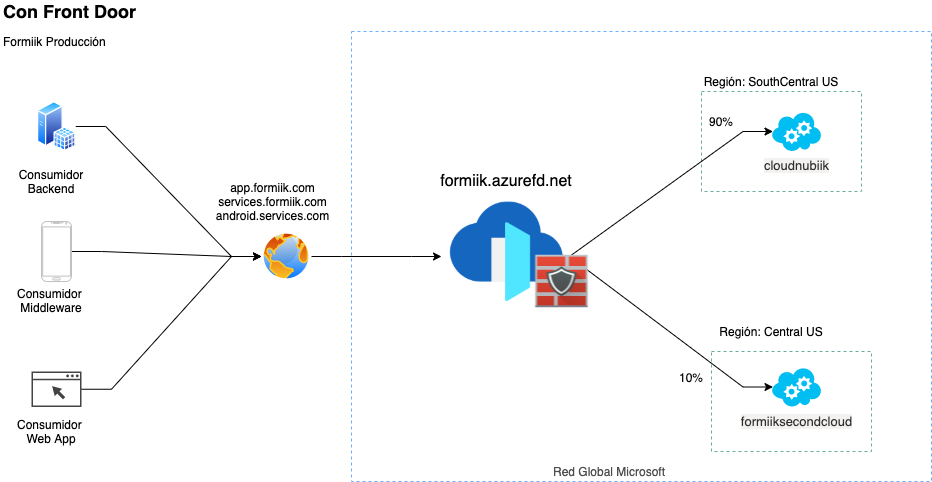 Con Front Door
Formiik Producción
Consumidor
Backend
Consumidor
Middleware
Consumidor
Web App
app.formiik.com
services.formiik.com
android.services.com
formiik.azurefd.net
Región: SouthCentral US
90%
cloudnubiik
Región: Central US
10%
formiiksecondcloud
Red Global Microsoft